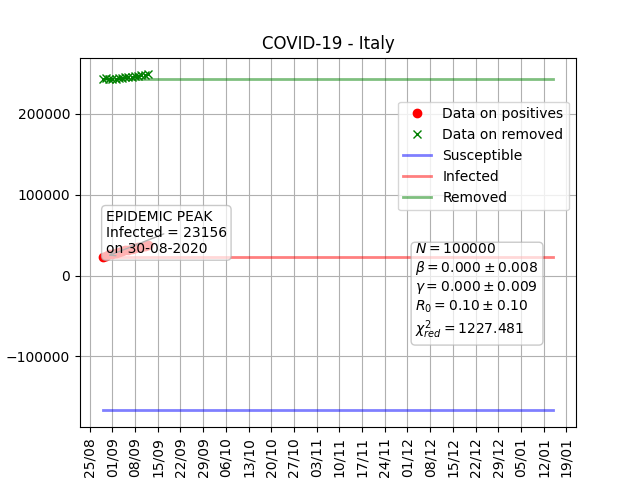 COVID-19 - Italy
200000
100000
0
−100000
Data on positives
Data on removed
Susceptible
Infected
Removed
EPIDEMIC PEAK
Infected = 23156
on 30-08-2020
N = 100000
β = 0.000 ± 0.008
γ = 0.000 ± 0.009
R₀ = 0.10 ± 0.10
χ²red = 1227.481
25/08
01/09
08/09
15/09
22/09
29/09
06/10
13/10
20/10
27/10
03/11
10/11
17/11
24/11
01/12
08/12
15/12
22/12
29/12
05/01
12/01
19/01